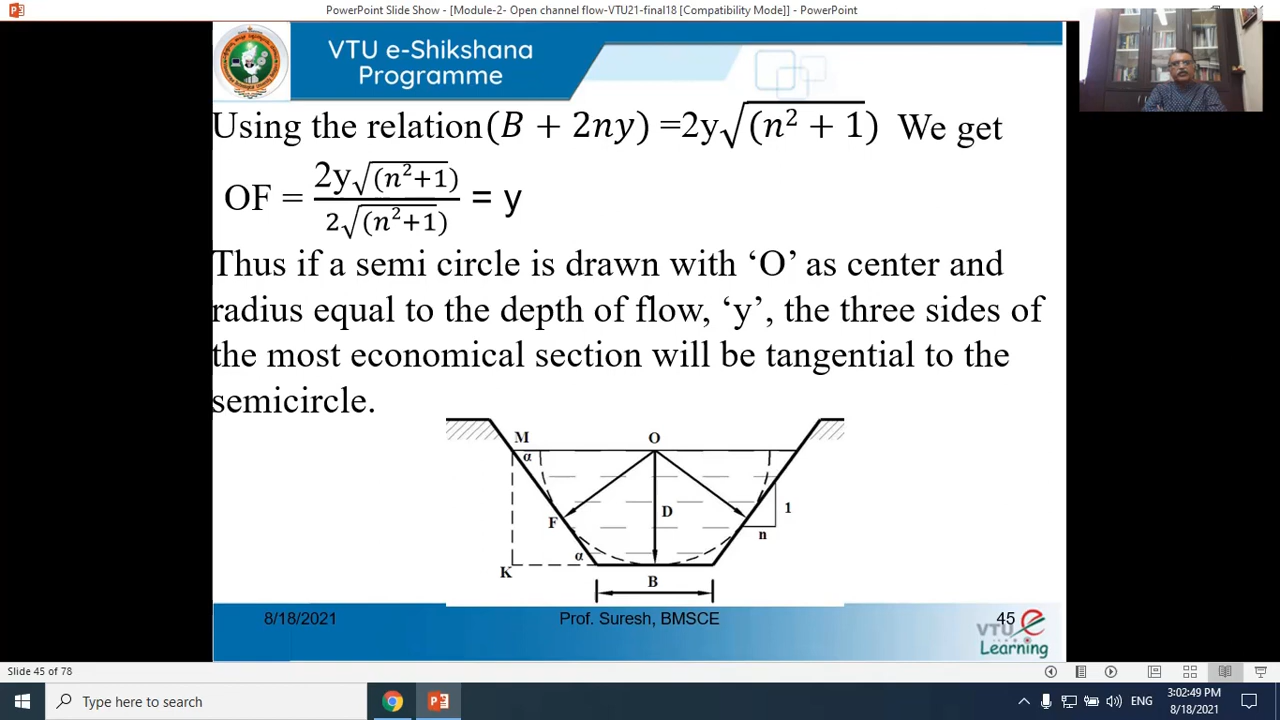 PowerPoint Slide Show - [Module-2- Open channel flow-VTU21-final18 [Compatibility Mode]] - PowerPoint
VTU e-Shikshana
Programme
Using the relation(B + 2ny) =2y√(n² + 1) We get
OF = 2y√(n²+1) / 2√(n²+1) = y
Thus if a semi circle is drawn with ‘O’ as center and
radius equal to the depth of flow, ‘y’, the three sides of
the most economical section will be tangential to the
semicircle.
M O
α
D 1
F
n
α
K
B
8/18/2021 Prof. Suresh, BMSCE 45
VTU e
Learning
Slide 45 of 78
Type here to search
ENG
3:02:49 PM
8/18/2021